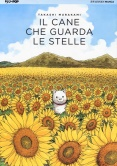 TAKASHI MURAKAMI
IL CANE
CHE GUARDA
LE STELLE